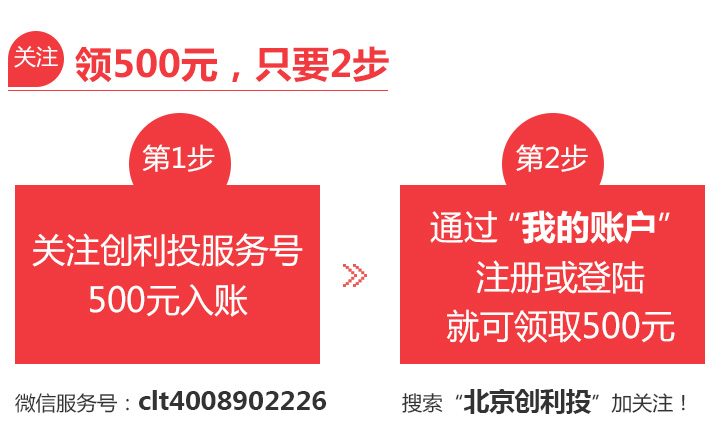 关注
领500元，只要2步
第1步
关注创利投服务号
500元入账
第2步
通过“我的账户”
注册或登陆
就可领取500元
微信服务号：clt4008902226
搜索“北京创利投”加关注！